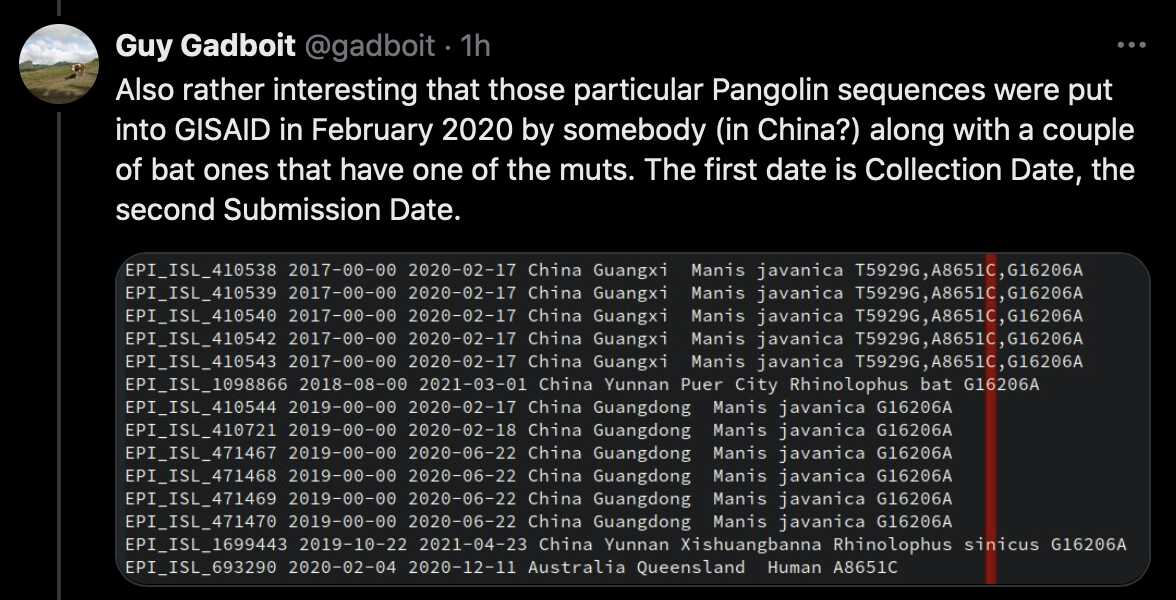 Guy Gadboit @gadboit · 1h
Also rather interesting that those particular Pangolin sequences were put
into GISAID in February 2020 by somebody (in China?) along with a couple
of bat ones that have one of the muts. The first date is Collection Date, the
second Submission Date.
EPI_ISL_410538 2017-00-00 2020-02-17 China Guangxi  Manis javanica T5929G,A8651C,G16206A
EPI_ISL_410539 2017-00-00 2020-02-17 China Guangxi  Manis javanica T5929G,A8651C,G16206A
EPI_ISL_410540 2017-00-00 2020-02-17 China Guangxi  Manis javanica T5929G,A8651C,G16206A
EPI_ISL_410542 2017-00-00 2020-02-17 China Guangxi  Manis javanica T5929G,A8651C,G16206A
EPI_ISL_410543 2017-00-00 2020-02-17 China Guangxi  Manis javanica T5929G,A8651C,G16206A
EPI_ISL_1098866 2018-08-00 2021-03-01 China Yunnan Puer City Rhinolophus bat G16206A
EPI_ISL_410544 2019-00-00 2020-02-17 China Guangdong  Manis javanica G16206A
EPI_ISL_410721 2019-00-00 2020-02-18 China Guangdong  Manis javanica G16206A
EPI_ISL_471467 2019-00-00 2020-06-22 China Guangdong  Manis javanica G16206A
EPI_ISL_471468 2019-00-00 2020-06-22 China Guangdong  Manis javanica G16206A
EPI_ISL_471469 2019-00-00 2020-06-22 China Guangdong  Manis javanica G16206A
EPI_ISL_471470 2019-00-00 2020-06-22 China Guangdong  Manis javanica G16206A
EPI_ISL_1699443 2019-10-22 2021-04-23 China Yunnan Xishuangbanna Rhinolophus sinicus G16206A
EPI_ISL_693290 2020-02-04 2020-12-11 Australia Queensland  Human A8651C